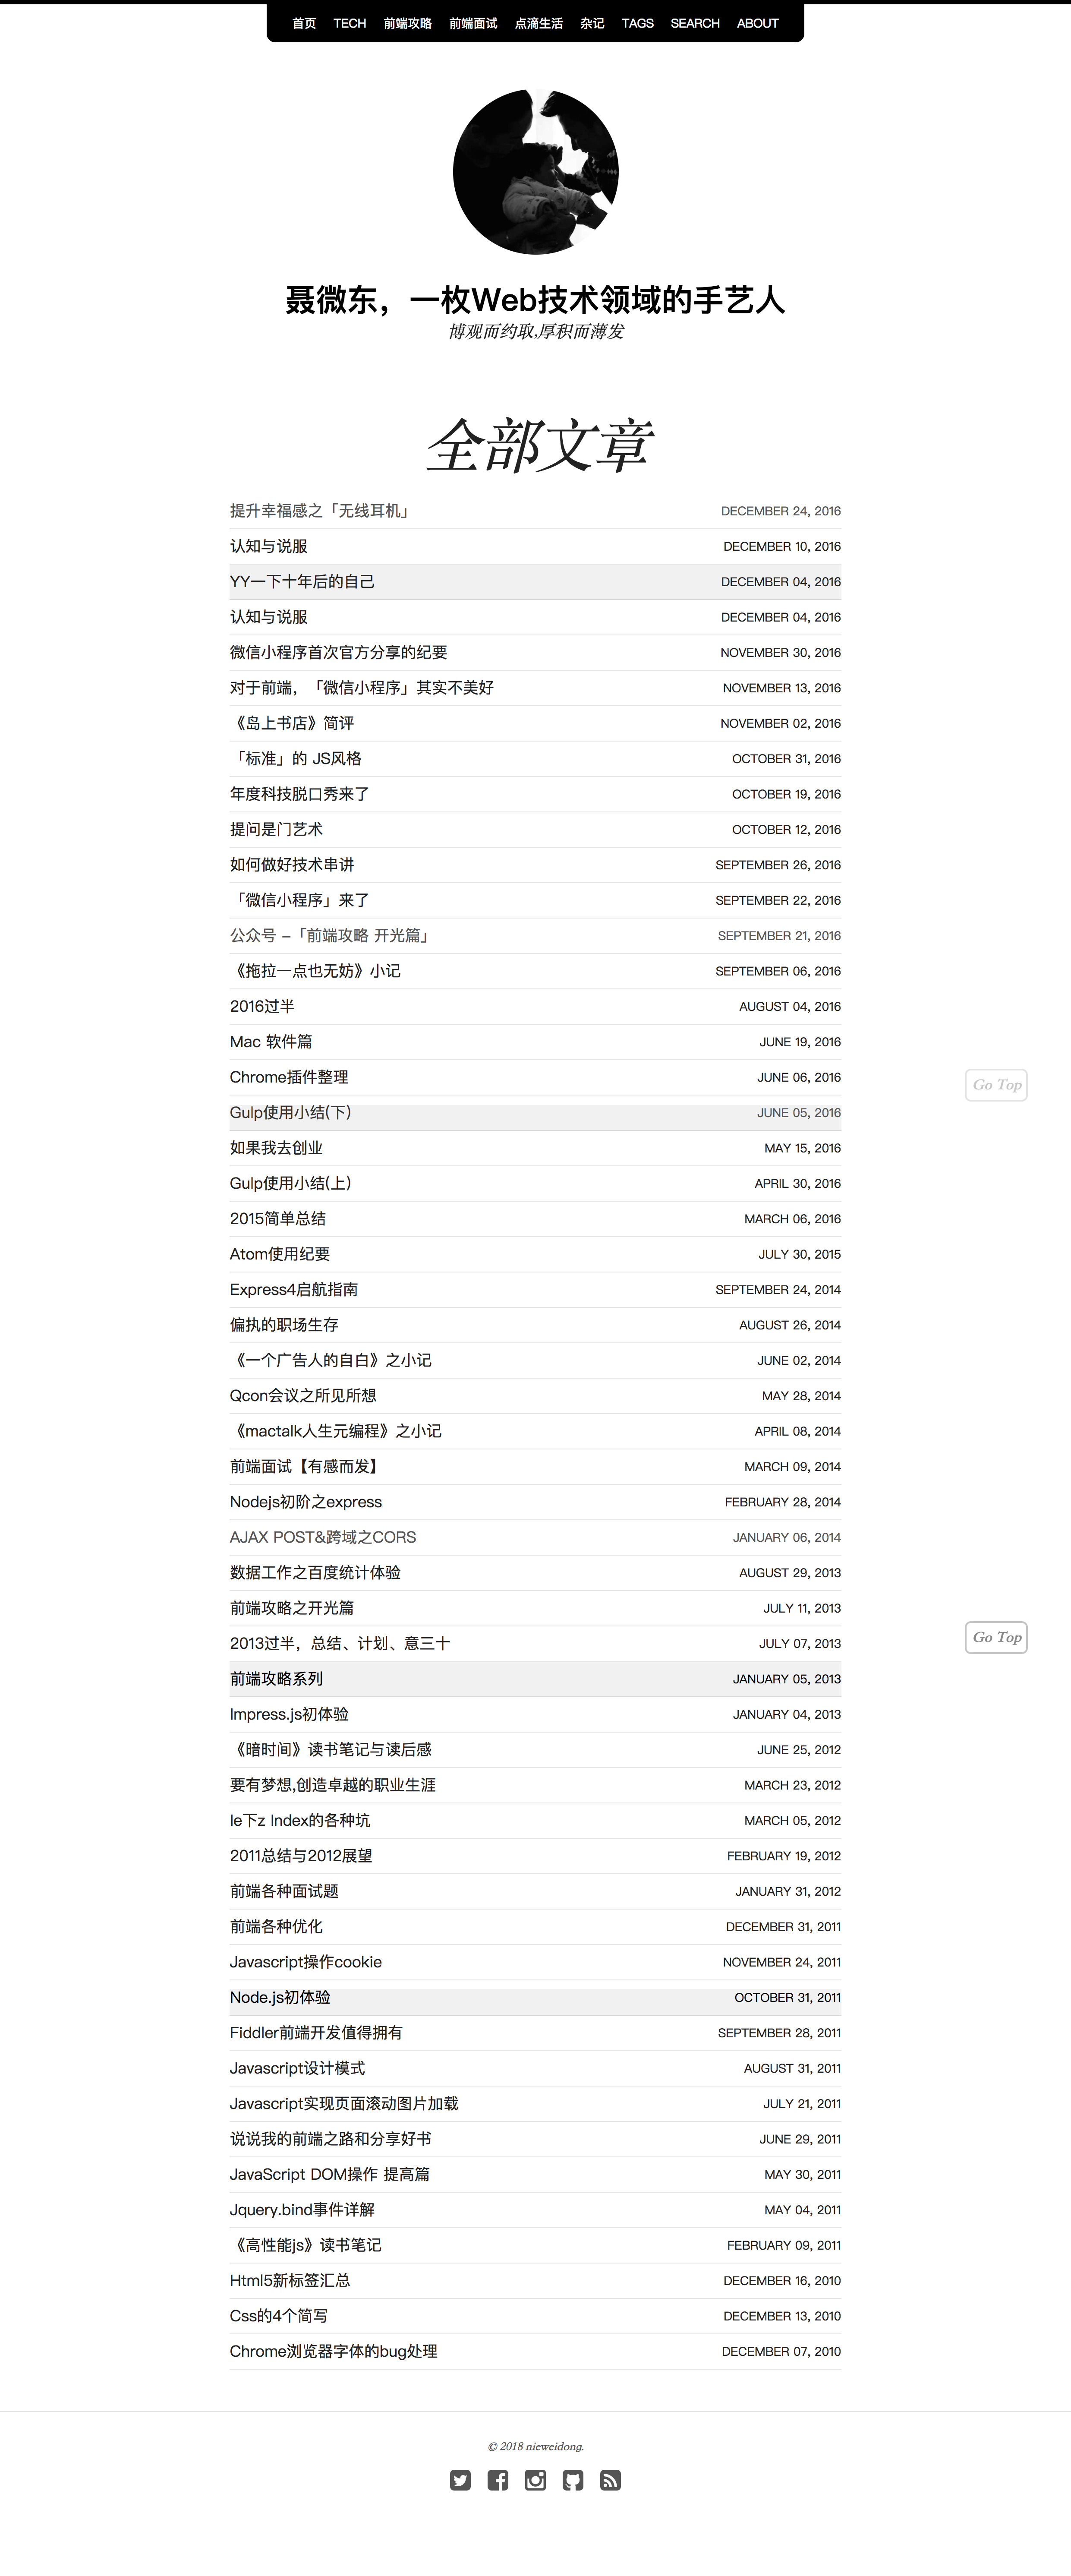 首页 TECH 前端攻略 前端面试 点滴生活 杂记 TAGS SEARCH ABOUT
聂微东，一枚Web技术领域的手艺人
博观而约取,厚积而薄发
全部文章
提升幸福感之「无线耳机」 DECEMBER 24, 2016
认知与说服 DECEMBER 10, 2016
YY一下十年后的自己 DECEMBER 04, 2016
认知与说服 DECEMBER 04, 2016
微信小程序首次官方分享的纪要 NOVEMBER 30, 2016
对于前端，「微信小程序」其实不美好 NOVEMBER 13, 2016
《岛上书店》简评 NOVEMBER 02, 2016
「标准」的 JS风格 OCTOBER 31, 2016
年度科技脱口秀来了 OCTOBER 19, 2016
提问是门艺术 OCTOBER 12, 2016
如何做好技术串讲 SEPTEMBER 26, 2016
「微信小程序」来了 SEPTEMBER 22, 2016
公众号 –「前端攻略 开光篇」 SEPTEMBER 21, 2016
《拖拉一点也无妨》小记 SEPTEMBER 06, 2016
2016过半 AUGUST 04, 2016
Mac 软件篇 JUNE 19, 2016
Chrome插件整理 JUNE 06, 2016
Go Top
Gulp使用小结(下) JUNE 05, 2016
如果我去创业 MAY 15, 2016
Gulp使用小结(上) APRIL 30, 2016
2015简单总结 MARCH 06, 2016
Atom使用纪要 JULY 30, 2015
Express4启航指南 SEPTEMBER 24, 2014
偏执的职场生存 AUGUST 26, 2014
《一个广告人的自白》之小记 JUNE 02, 2014
Qcon会议之所见所想 MAY 28, 2014
《mactalk人生元编程》之小记 APRIL 08, 2014
前端面试【有感而发】 MARCH 09, 2014
Nodejs初阶之express FEBRUARY 28, 2014
AJAX POST&跨域之CORS JANUARY 06, 2014
数据工作之百度统计体验 AUGUST 29, 2013
前端攻略之开光篇 JULY 11, 2013
2013过半，总结、计划、意三十 JULY 07, 2013
Go Top
前端攻略系列 JANUARY 05, 2013
Impress.js初体验 JANUARY 04, 2013
《暗时间》读书笔记与读后感 JUNE 25, 2012
要有梦想,创造卓越的职业生涯 MARCH 23, 2012
Ie下z Index的各种坑 MARCH 05, 2012
2011总结与2012展望 FEBRUARY 19, 2012
前端各种面试题 JANUARY 31, 2012
前端各种优化 DECEMBER 31, 2011
Javascript操作cookie NOVEMBER 24, 2011
Node.js初体验 OCTOBER 31, 2011
Fiddler前端开发值得拥有 SEPTEMBER 28, 2011
Javascript设计模式 AUGUST 31, 2011
Javascript实现页面滚动图片加载 JULY 21, 2011
说说我的前端之路和分享好书 JUNE 29, 2011
JavaScript DOM操作 提高篇 MAY 30, 2011
Jquery.bind事件详解 MAY 04, 2011
《高性能js》读书笔记 FEBRUARY 09, 2011
Html5新标签汇总 DECEMBER 16, 2010
Css的4个简写 DECEMBER 13, 2010
Chrome浏览器字体的bug处理 DECEMBER 07, 2010
© 2018 nieweidong.